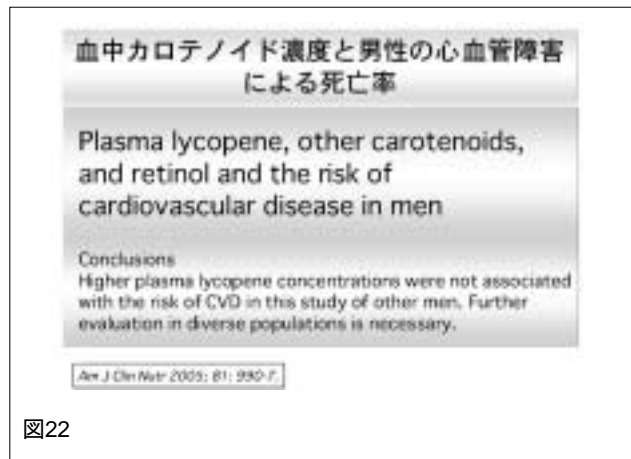 血中カロテノイド濃度と男性の心血管障害
による死亡率
Plasma lycopene, other carotenoids,
and retinol and the risk of
cardiovascular disease in men
Conclusions
Higher plasma lycopene concentrations were not associated
with the risk of CVD in this study of other men. Further
evaluation in diverse populations is necessary.
Am J Clin Nutr 2005; 81: 990-7.
図22